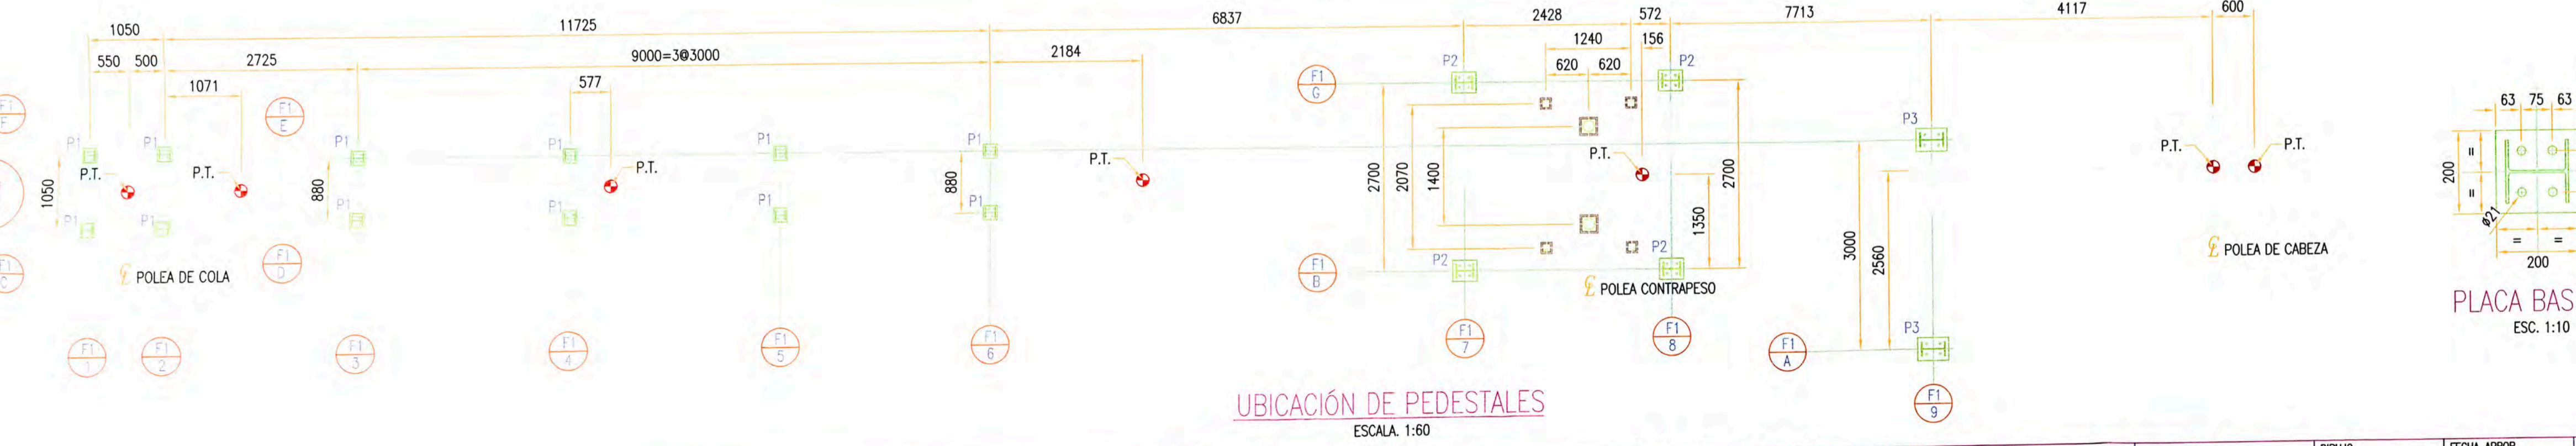 6837
2428
572
7713
4117
600
1050
11725
1240
156
550
500
2725
9000=3@3000
2184
620
620
1071
577
P2
P2
F1
G
63
75
63
F1
F
F1
E
P1
P1
P1
P1
P1
P1
P3
P.T.
P.T.
P.T.
P.T.
P.T.
P.T.
P.T.
1050
880
880
2700
2070
1400
2700
1350
3000
2560
200
=
=
Ø21
=
=
200
P1
P1
P1
P1
P1
P1
P2
P2
F1
C
F1
D
F1
B
℄ POLEA DE COLA
℄ POLEA CONTRAPESO
℄ POLEA DE CABEZA
PLACA BAS
ESC. 1:10
P3
F1
1
F1
2
F1
3
F1
4
F1
5
F1
6
F1
7
F1
8
F1
A
F1
9
UBICACIÓN DE PEDESTALES
ESCALA. 1:60